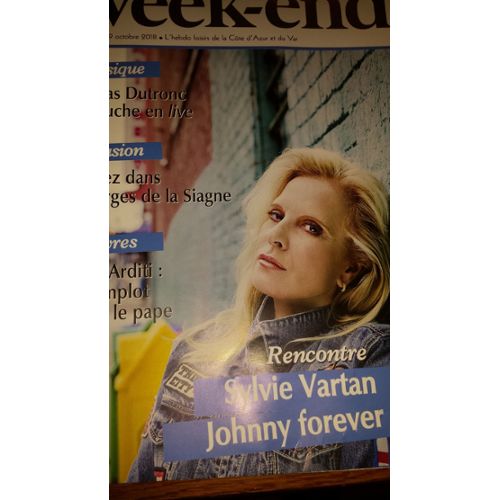 week-end
octobre 2018 • L'hebdo loisirs de la Côte d'Azur et du Var
sique
as Dutronc
uche en live
sion
ez dans
rges de la Siagne
res
Arditi :
mplot
le pape
Rencontre
Sylvie Vartan
Johnny forever